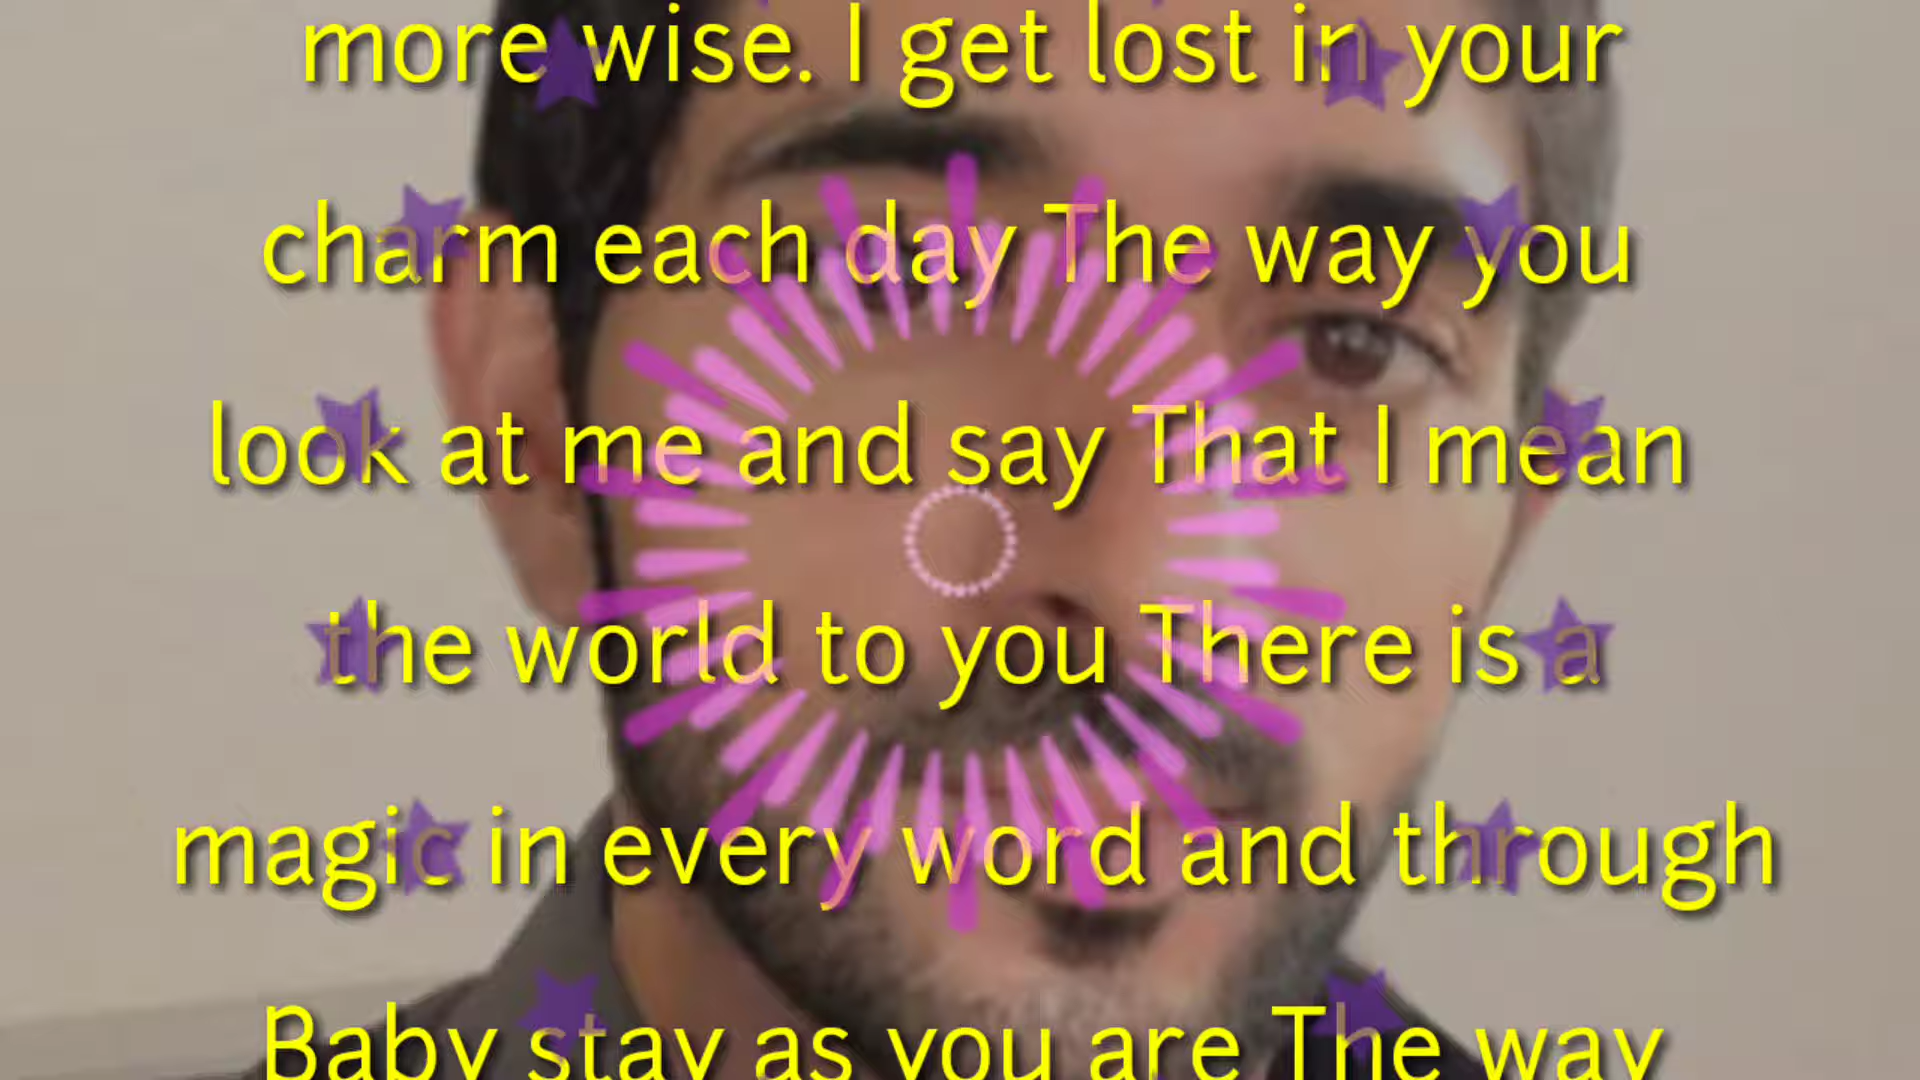 more wise. I get lost in your
charm each day The way you
look at me and say That I mean
the world to you There is a
magic in every word and through
Baby stay as you are The way